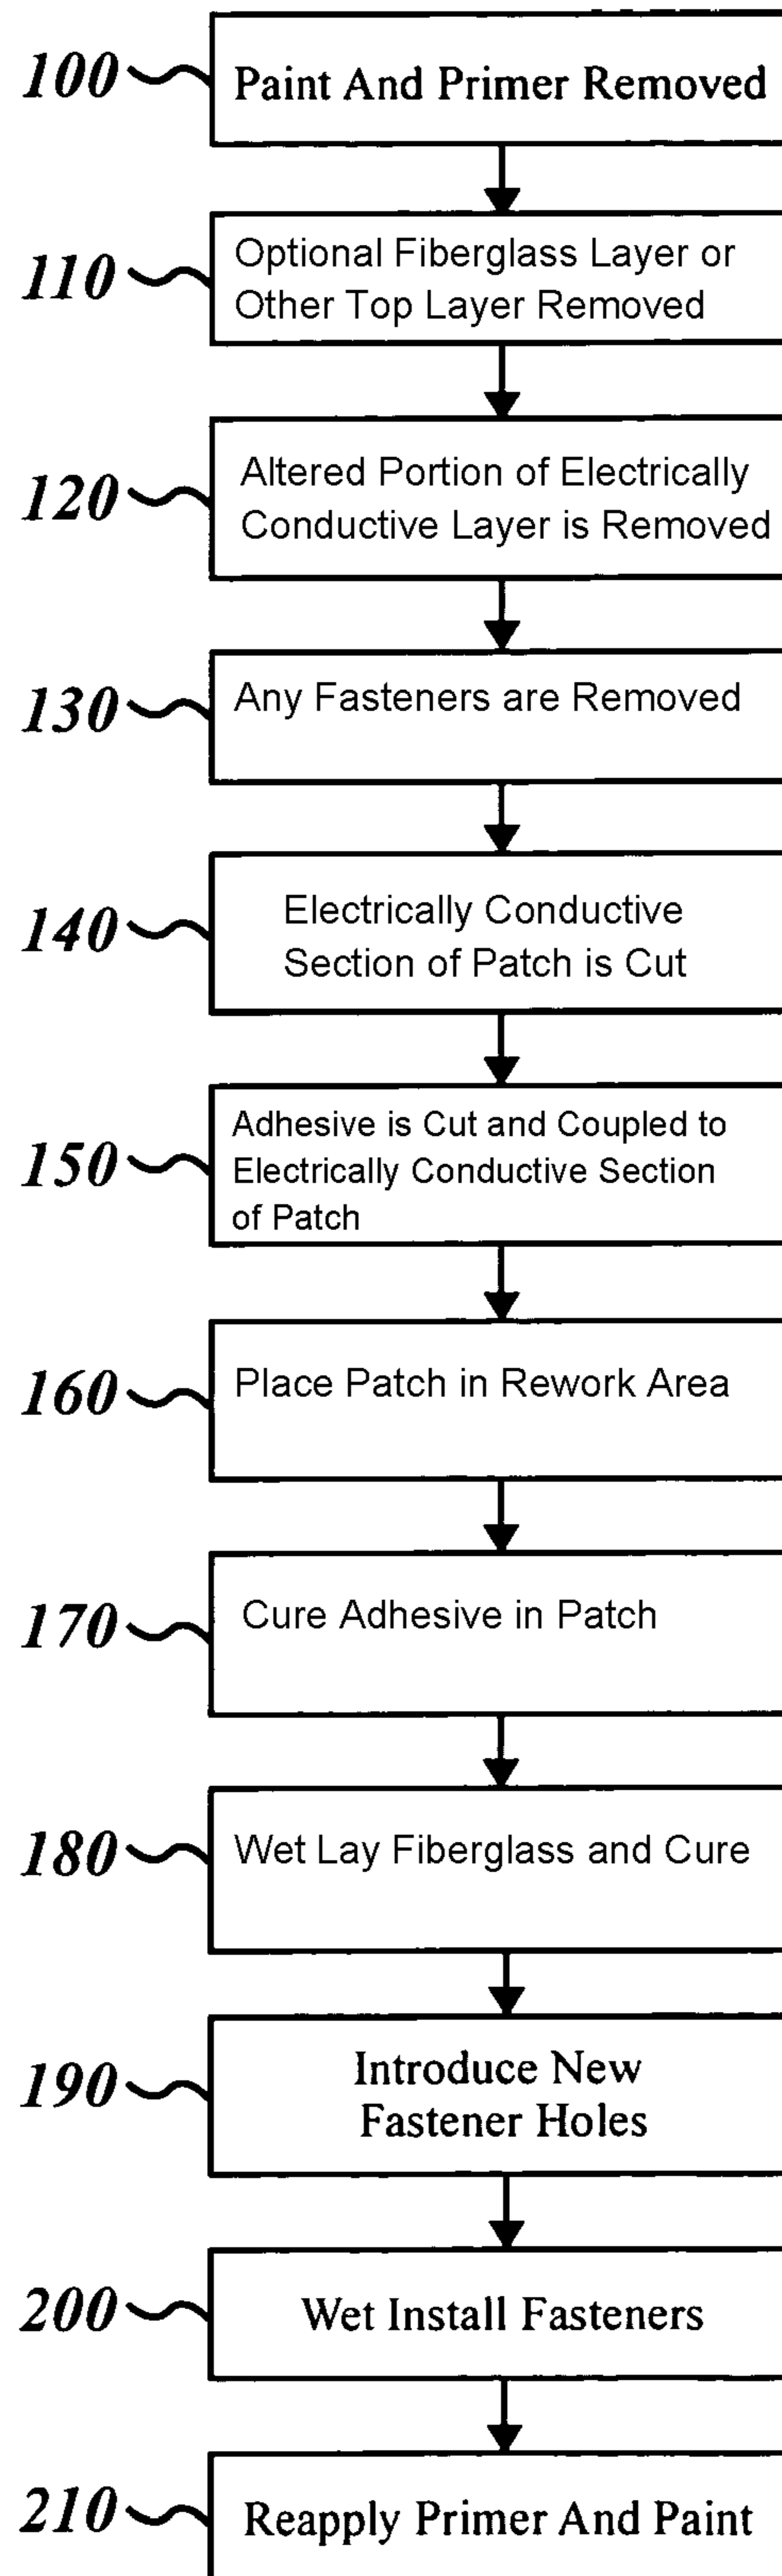 100
Paint And Primer Removed
110
Optional Fiberglass Layer or
Other Top Layer Removed
120
Altered Portion of Electrically
Conductive Layer is Removed
130
Any Fasteners are Removed
140
Electrically Conductive
Section of Patch is Cut
150
Adhesive is Cut and Coupled to
Electrically Conductive Section
of Patch
160
Place Patch in Rework Area
170
Cure Adhesive in Patch
180
Wet Lay Fiberglass and Cure
190
Introduce New
Fastener Holes
200
Wet Install Fasteners
210
Reapply Primer And Paint